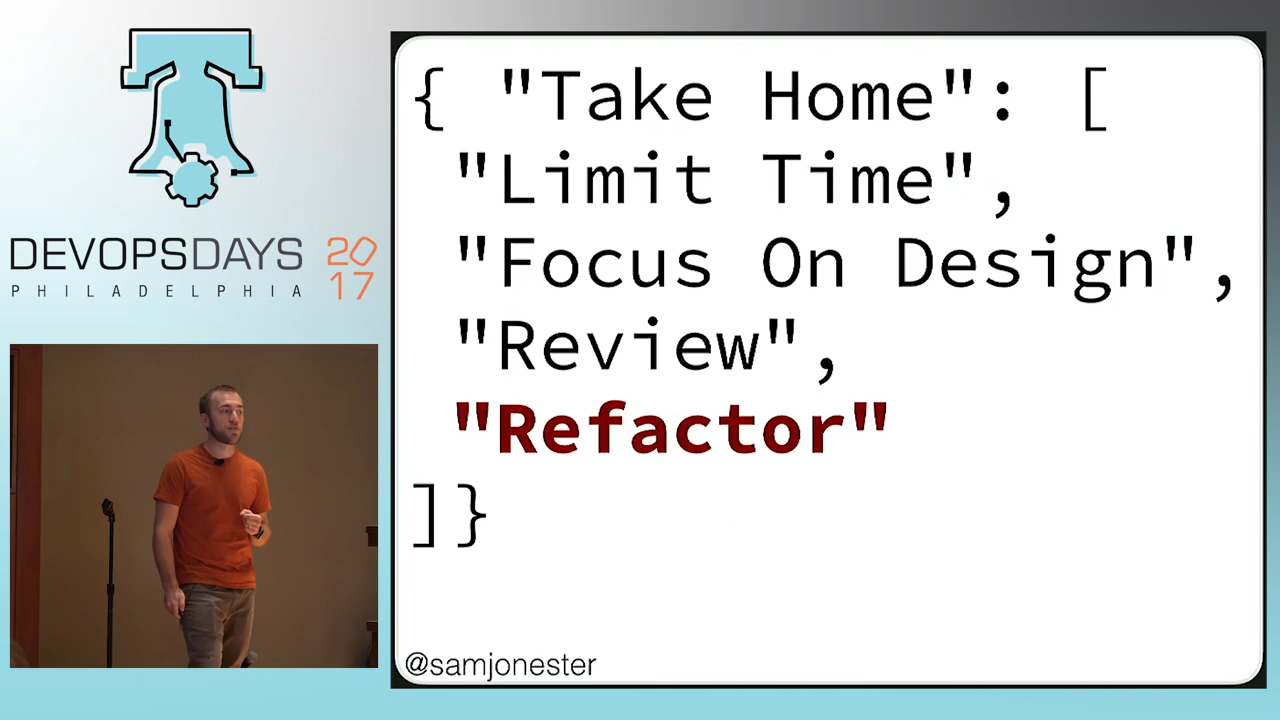 DEVOPSDAYS 2017
PHILADELPHIA
{ "Take Home": [
"Limit Time",
"Focus On Design",
"Review",
"Refactor"
]}
@samjonester